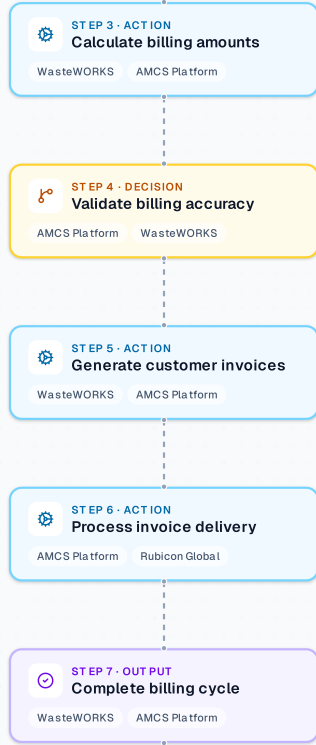 STEP 3 · ACTION
Calculate billing amounts
WasteWORKS AMCS Platform
STEP 4 · DECISION
Validate billing accuracy
AMCS Platform WasteWORKS
STEP 5 · ACTION
Generate customer invoices
WasteWORKS AMCS Platform
STEP 6 · ACTION
Process invoice delivery
AMCS Platform Rubicon Global
STEP 7 · OUTPUT
Complete billing cycle
WasteWORKS AMCS Platform